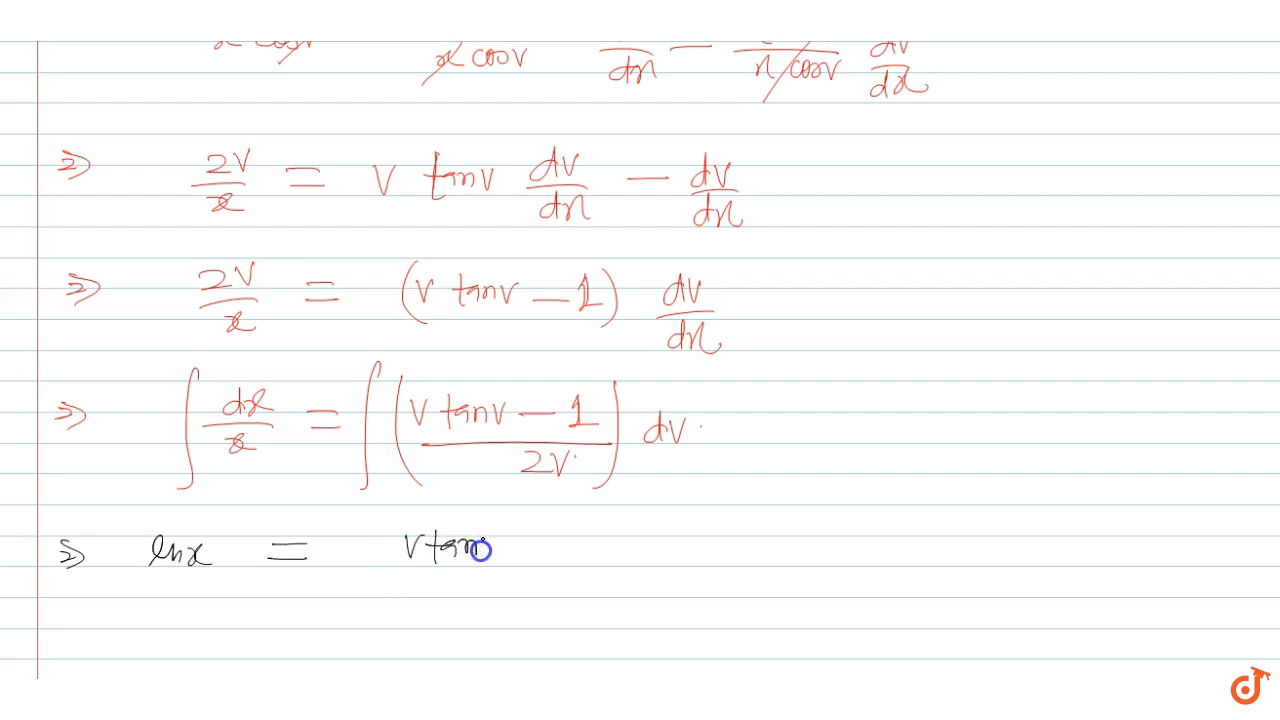 x cosv   x cosv   dx −   x/cosv   dv/dx
⇒ 2v/x = v tanv dv/dx − dv/dx
⇒ 2v/x = (v tanv − 1) dv/dx
⇒ ∫ dx/x = ∫ ((v tanv − 1)/2v) dv.
⇒ lnx = v tan